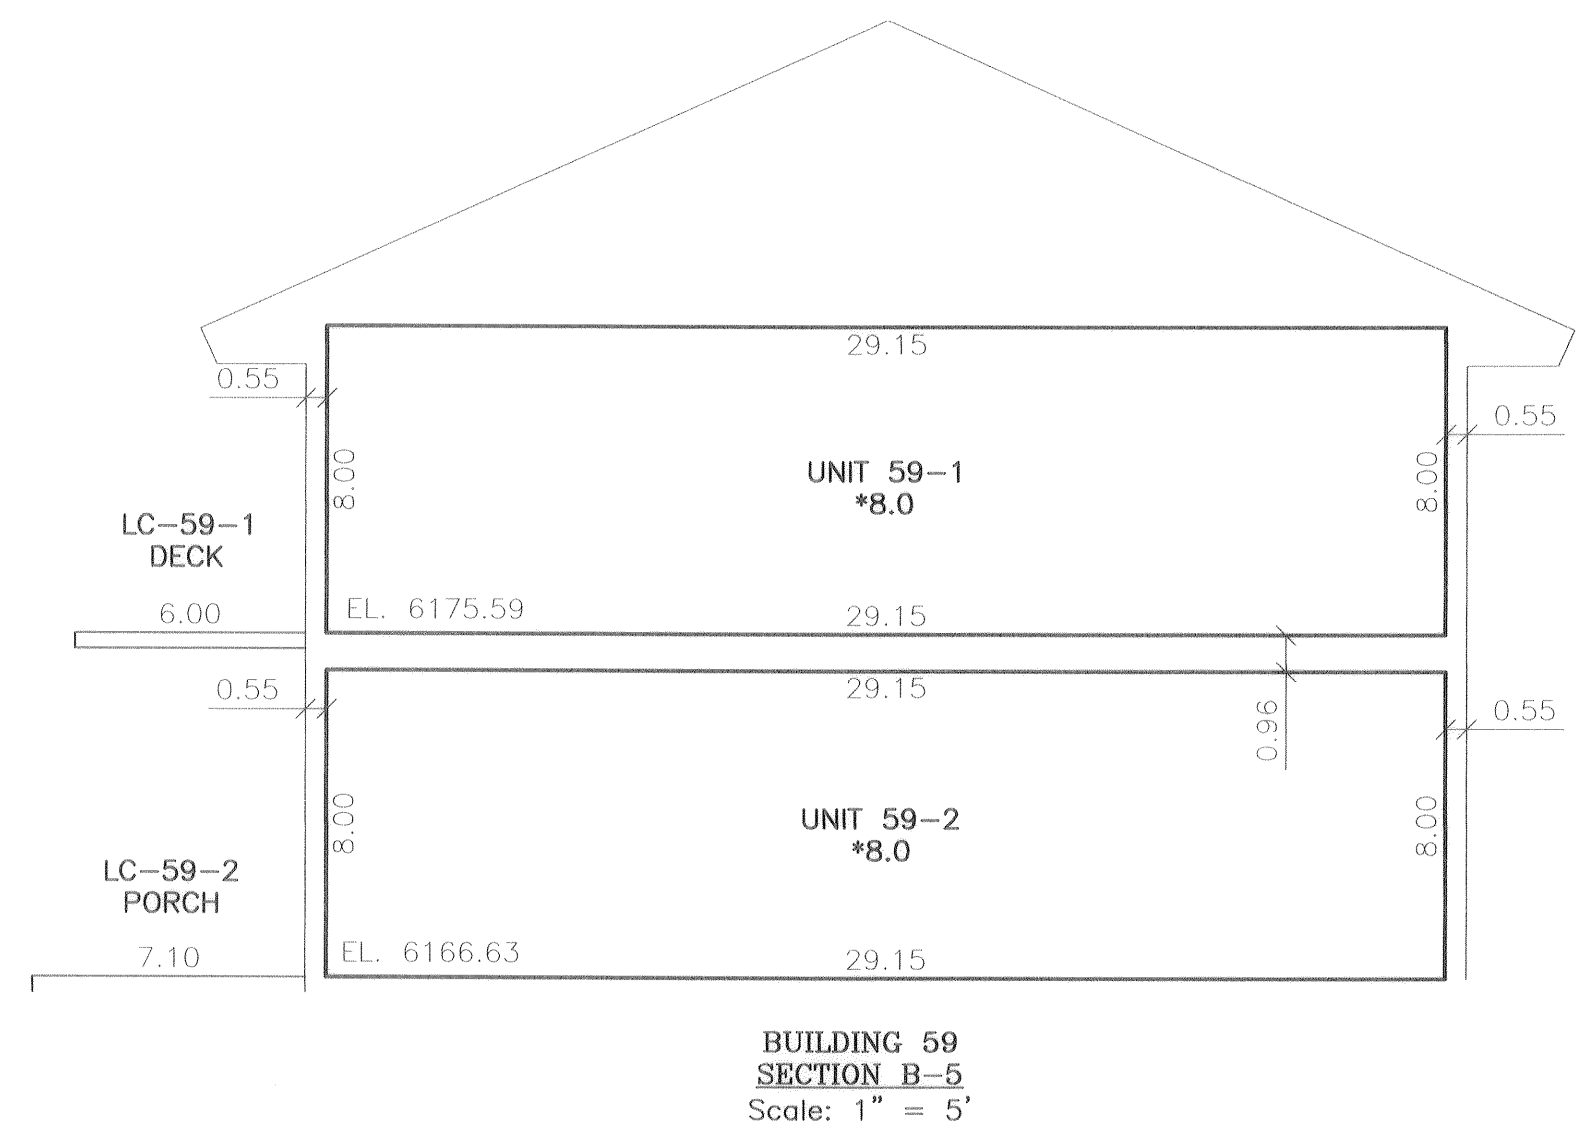 29.15
0.55
0.55
8.00
UNIT 59-1
*8.0
8.00
LC-59-1
DECK
6.00
EL. 6175.59
29.15
0.55
29.15
0.96
0.55
8.00
UNIT 59-2
*8.0
8.00
LC-59-2
PORCH
7.10
EL. 6166.63
29.15
BUILDING 59
SECTION B-5
Scale: 1" = 5'